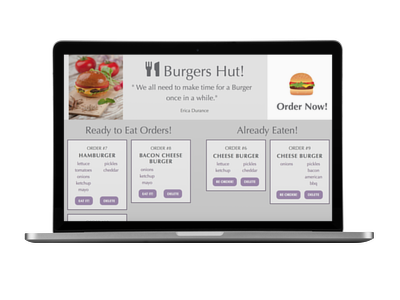 Burgers Hut!
" We all need to make time for a Burger
once in a while."
Erica Durance
Order Now!
Ready to Eat Orders!
Already Eaten!
ORDER #7
HAMBURGER
lettuce pickles
tomatoes cheddar
onions
ketchup
mayo
EAT IT! DELETE
ORDER #8
BACON CHEESE
BURGER
onions
ketchup
mayo
EAT IT! DELETE
ORDER #6
CHEESE BURGER
lettuce pickles
onions cheddar
ketchup
RE-ORDER! DELETE
ORDER #9
CHEESE BURGER
onions pickles
bacon
american
bbq
RE-ORDER! DELETE